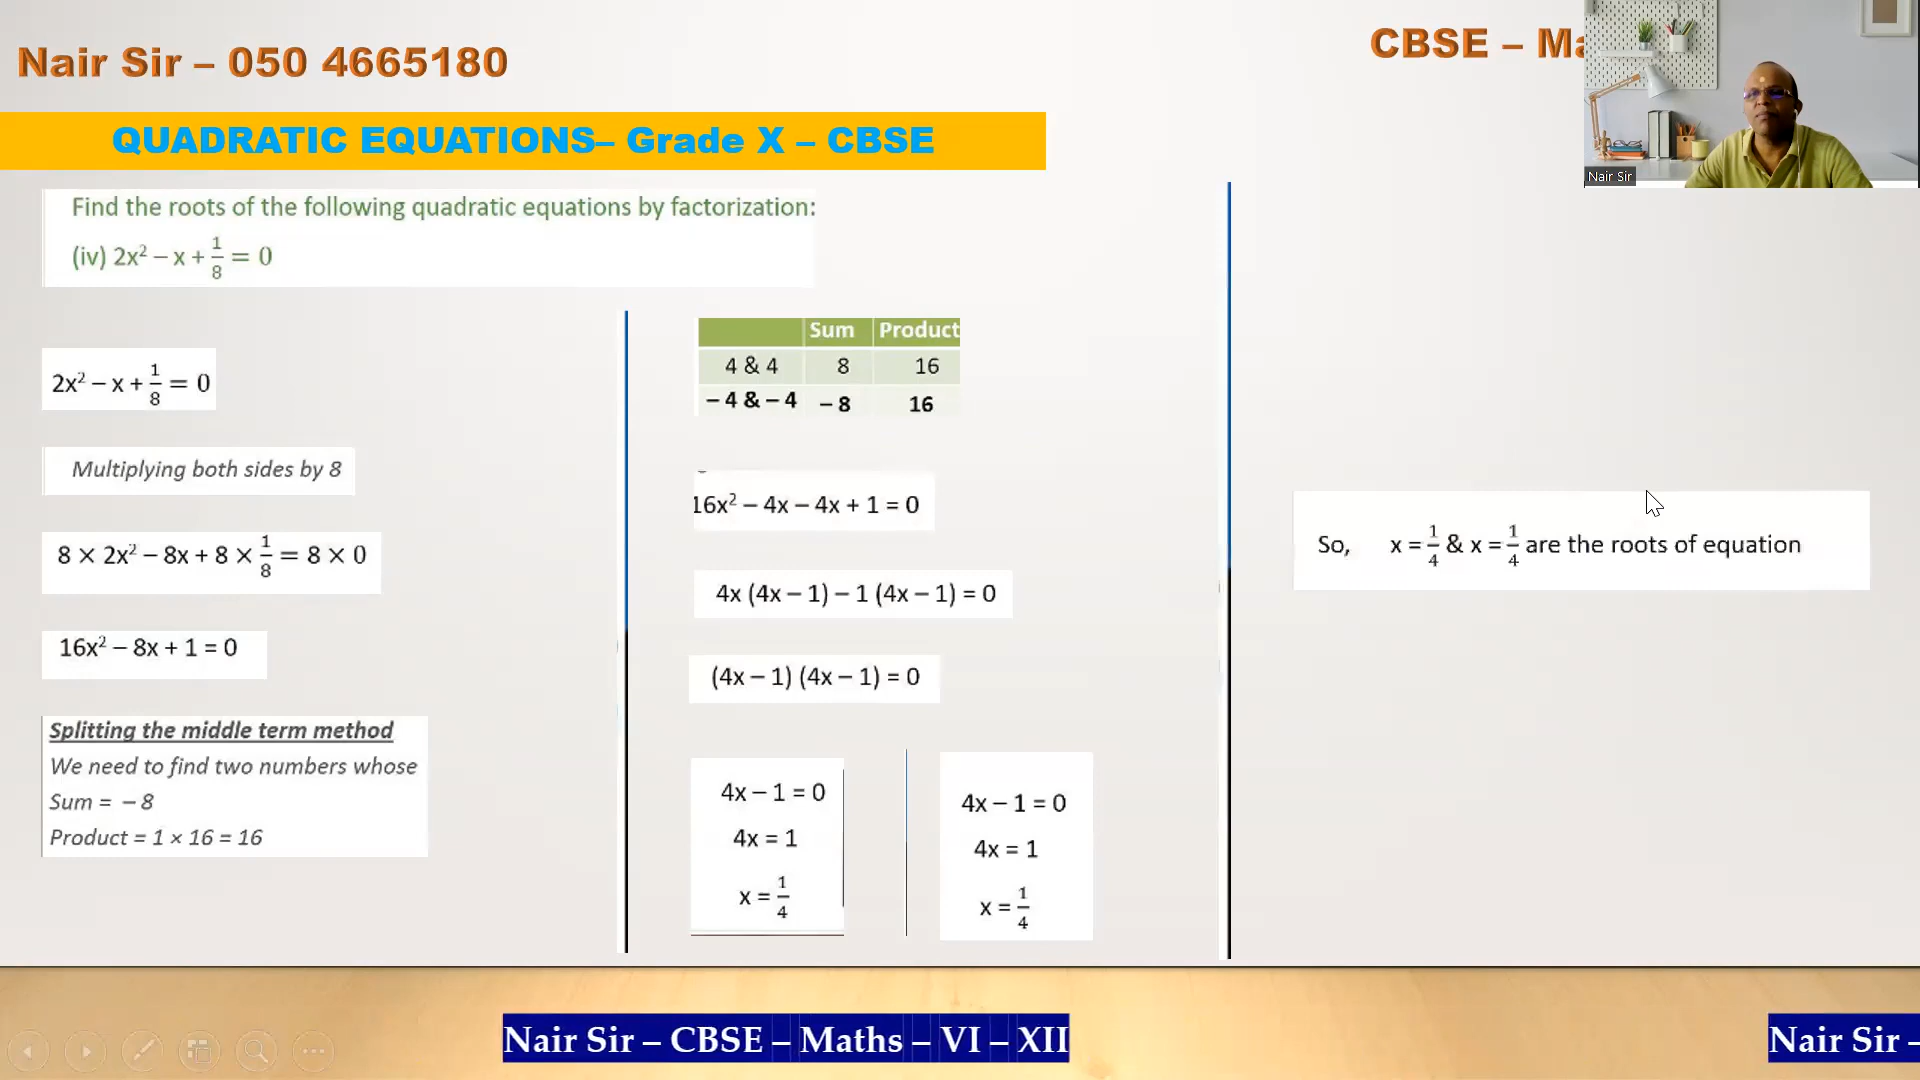 Nair Sir – 050 4665180
CBSE – Ma
Nair Sir
QUADRATIC EQUATIONS– Grade X – CBSE
Find the roots of the following quadratic equations by factorization:
(iv) 2x² – x + 1/8 = 0
2x² – x + 1/8 = 0
Multiplying both sides by 8
8 × 2x² – 8x + 8 × 1/8 = 8 × 0
16x² – 8x + 1 = 0
Splitting the middle term method
We need to find two numbers whose
Sum = – 8
Product = 1 × 16 = 16
Sum Product
4 & 4 8 16
– 4 & – 4 – 8 16
16x² – 4x – 4x + 1 = 0
4x (4x – 1) – 1 (4x – 1) = 0
(4x – 1) (4x – 1) = 0
4x – 1 = 0
4x = 1
x = 1/4
4x – 1 = 0
4x = 1
x = 1/4
So, x = 1/4 & x = 1/4 are the roots of equation
Nair Sir – CBSE – Maths – VI – XII
Nair Sir –